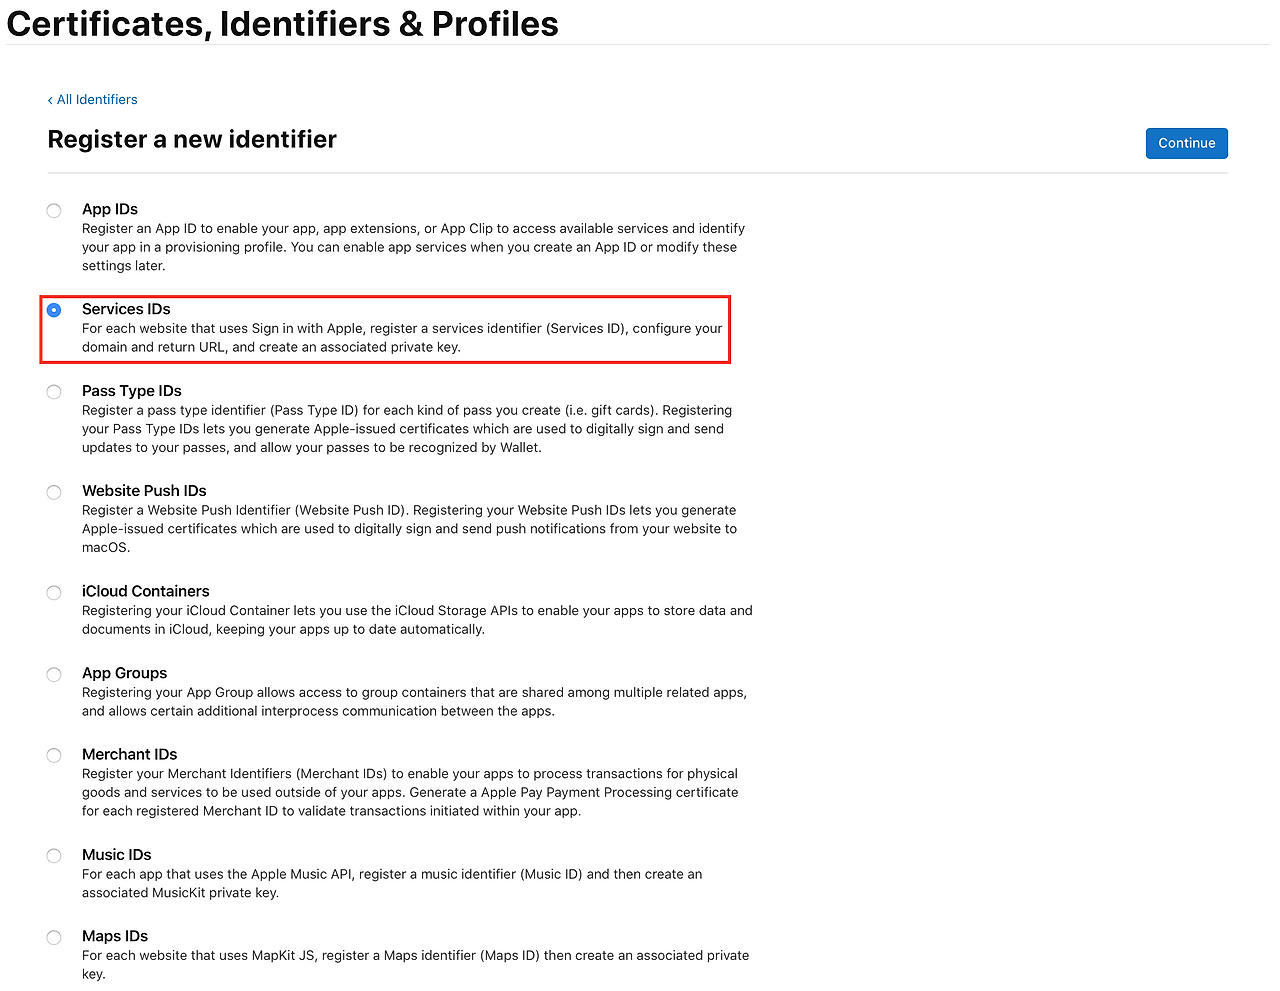 Certificates, Identifiers & Profiles
‹ All Identifiers
Register a new identifier
Continue
App IDs
Register an App ID to enable your app, app extensions, or App Clip to access available services and identify
your app in a provisioning profile. You can enable app services when you create an App ID or modify these
settings later.
Services IDs
For each website that uses Sign in with Apple, register a services identifier (Services ID), configure your
domain and return URL, and create an associated private key.
Pass Type IDs
Register a pass type identifier (Pass Type ID) for each kind of pass you create (i.e. gift cards). Registering
your Pass Type IDs lets you generate Apple-issued certificates which are used to digitally sign and send
updates to your passes, and allow your passes to be recognized by Wallet.
Website Push IDs
Register a Website Push Identifier (Website Push ID). Registering your Website Push IDs lets you generate
Apple-issued certificates which are used to digitally sign and send push notifications from your website to
macOS.
iCloud Containers
Registering your iCloud Container lets you use the iCloud Storage APIs to enable your apps to store data and
documents in iCloud, keeping your apps up to date automatically.
App Groups
Registering your App Group allows access to group containers that are shared among multiple related apps,
and allows certain additional interprocess communication between the apps.
Merchant IDs
Register your Merchant Identifiers (Merchant IDs) to enable your apps to process transactions for physical
goods and services to be used outside of your apps. Generate a Apple Pay Payment Processing certificate
for each registered Merchant ID to validate transactions initiated within your app.
Music IDs
For each app that uses the Apple Music API, register a music identifier (Music ID) and then create an
associated MusicKit private key.
Maps IDs
For each website that uses MapKit JS, register a Maps identifier (Maps ID) then create an associated private
key.